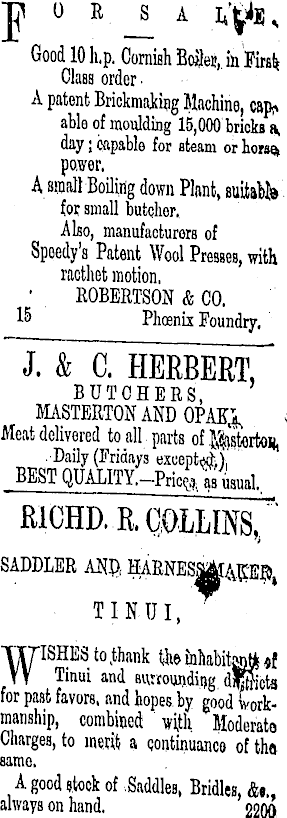 FOR SALE.
Good 10 h.p. Cornish Boiler, in First
Class order.
A patent Brickmaking Machine, cap-
able of moulding 15,000 bricks a
day; capable for steam or horse
power.
A small Boiling down Plant, suitable
for small butcher.
Also, manufacturers of
Speedy's Patent Wool Presses, with
racthet motion.
ROBERTSON & CO.
15 Phœnix Foundry.
J. & C. HERBERT,
BUTCHERS,
MASTERTON AND OPAKI,
Meat delivered to all parts of Masterton,
Daily (Fridays excepted,)
BEST QUALITY.—Prices as usual.
RICHD. R. COLLINS,
SADDLER AND HARNESS MAKER,
TINUI,
WISHES to thank the inhabitants of
Tinui and surrounding districts
for past favors, and hopes by good work-
manship, combined with Moderate
Charges, to merit a continuance of the
same.
A good stock of Saddles, Bridles, &c.,
always on hand. 2200